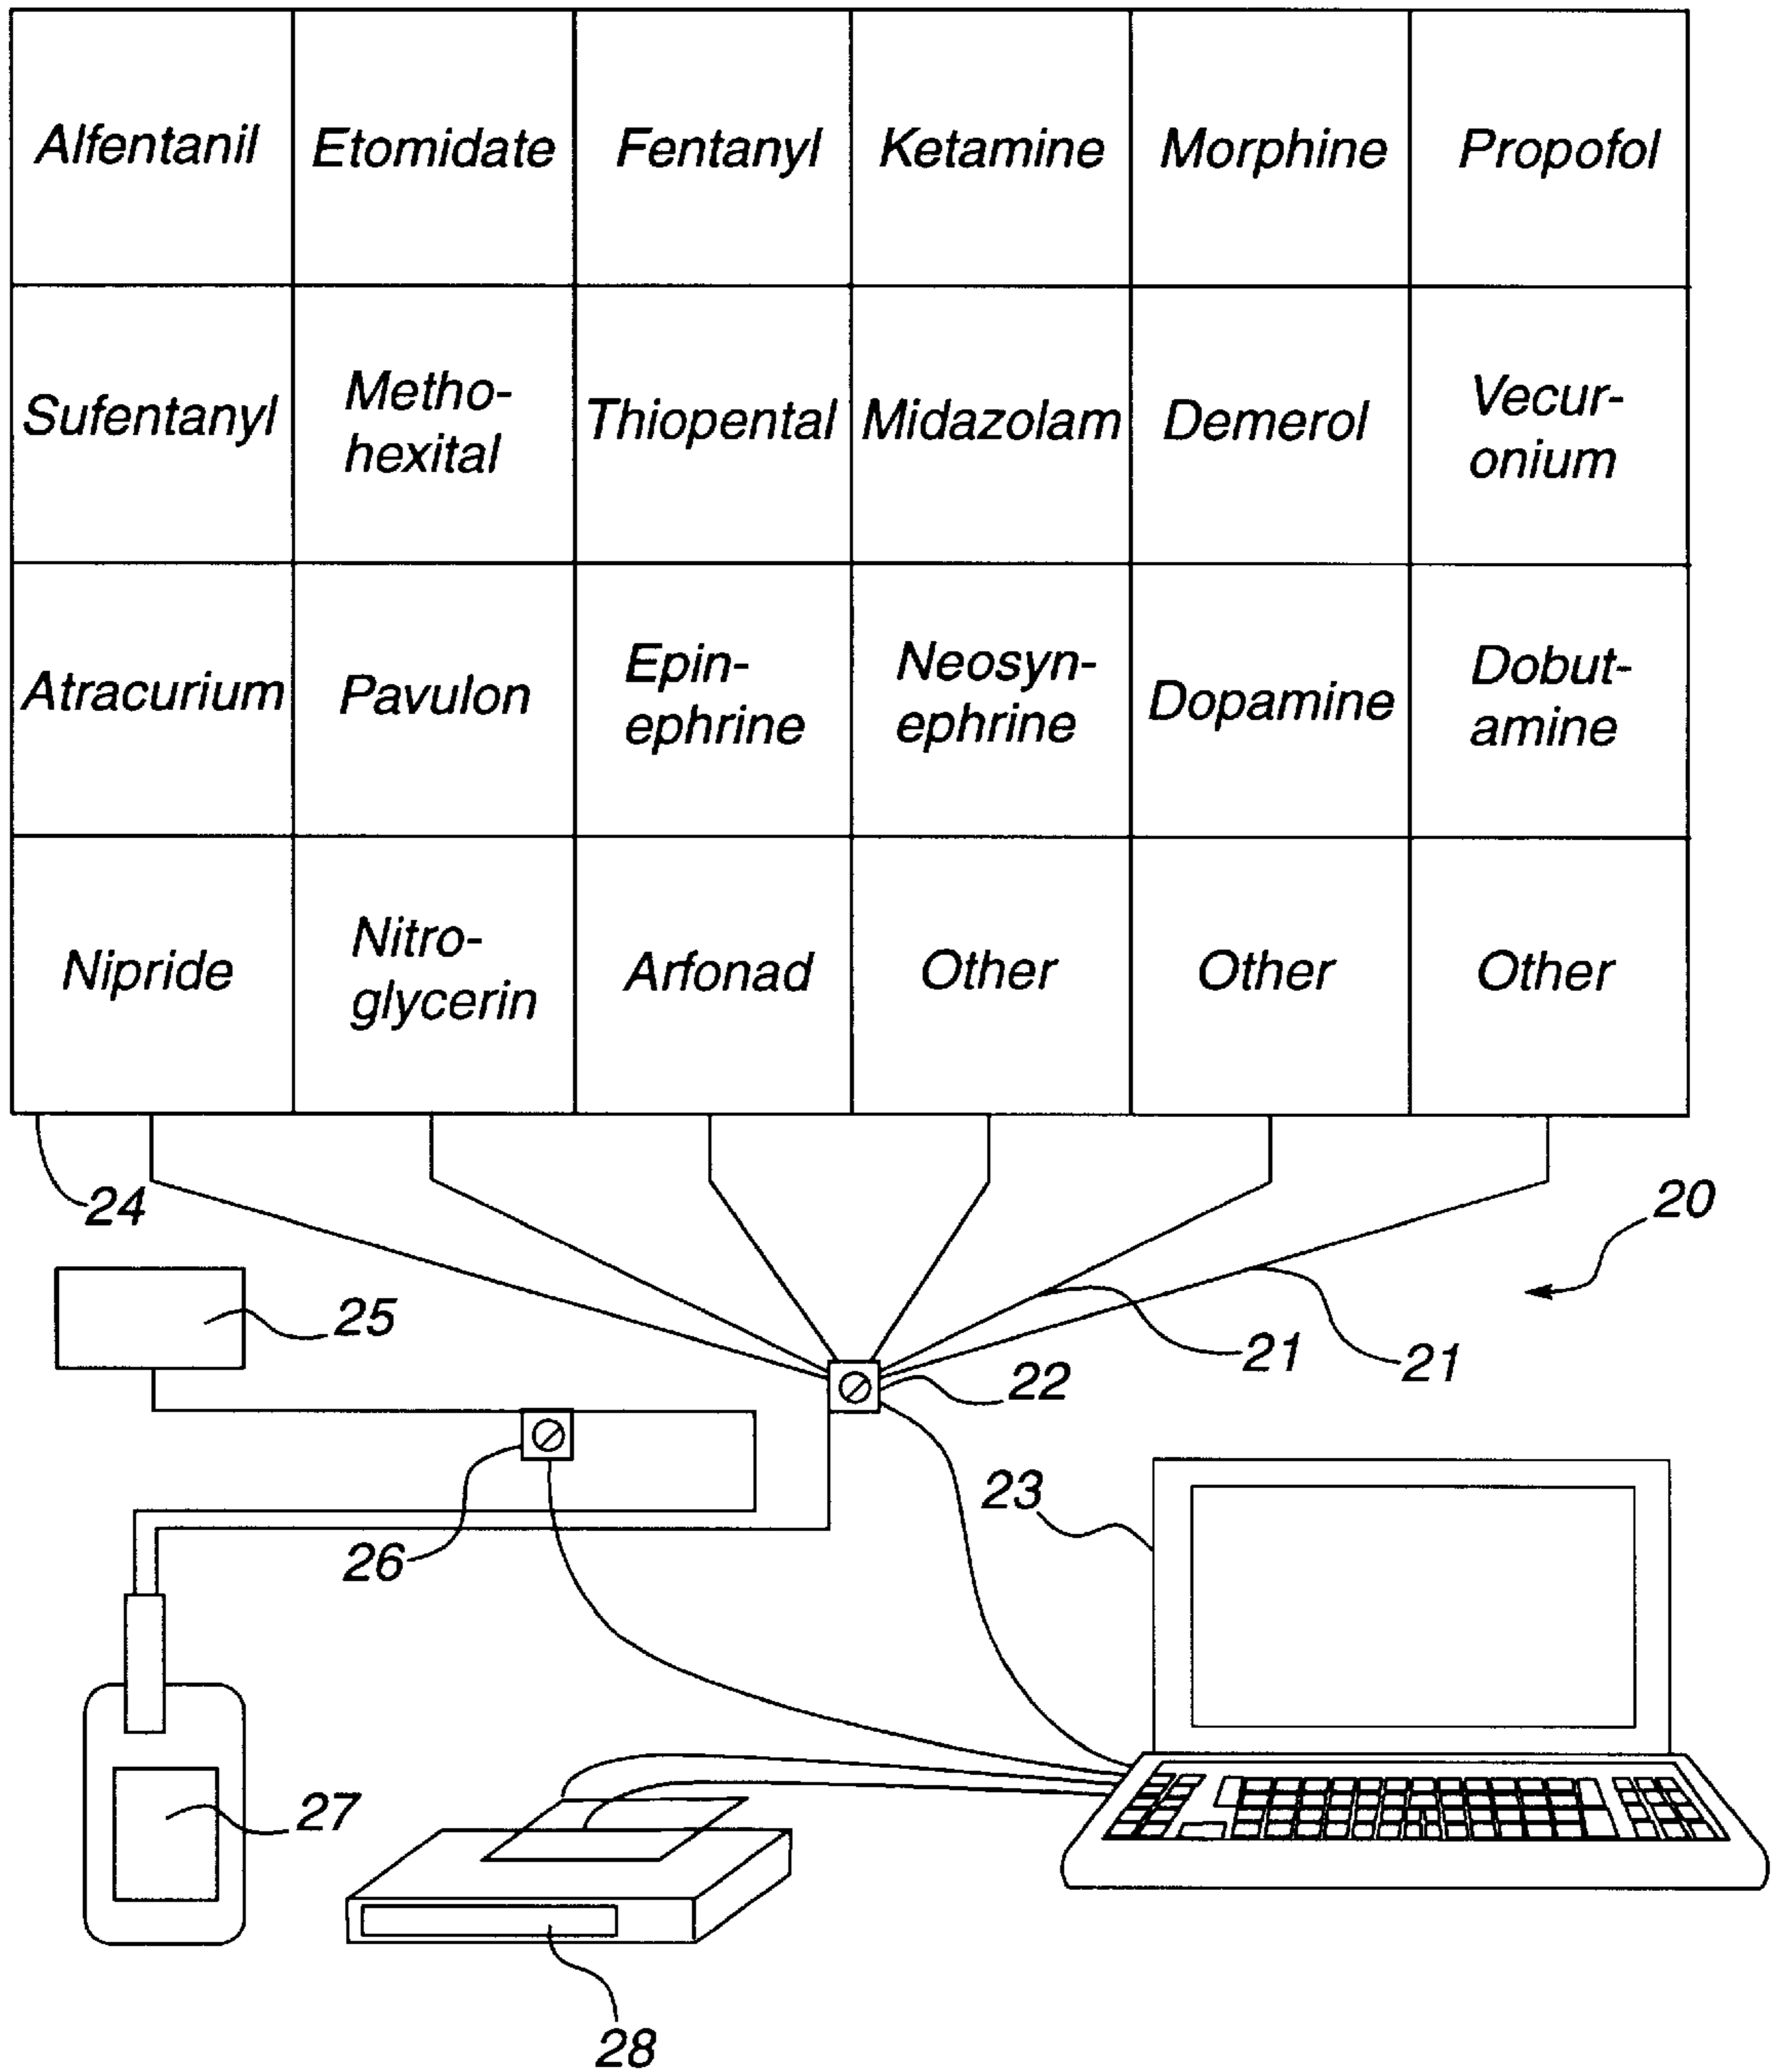 Alfentanil Etomidate Fentanyl Ketamine Morphine Propofol
Sufentanyl Metho-
hexital Thiopental Midazolam Demerol Vecur-
onium
Atracurium Pavulon Epin-
ephrine Neosyn-
ephrine Dopamine Dobut-
amine
Nipride Nitro-
glycerin Arfonad Other Other Other
24
20
25
21
21
22
23
26
27
28